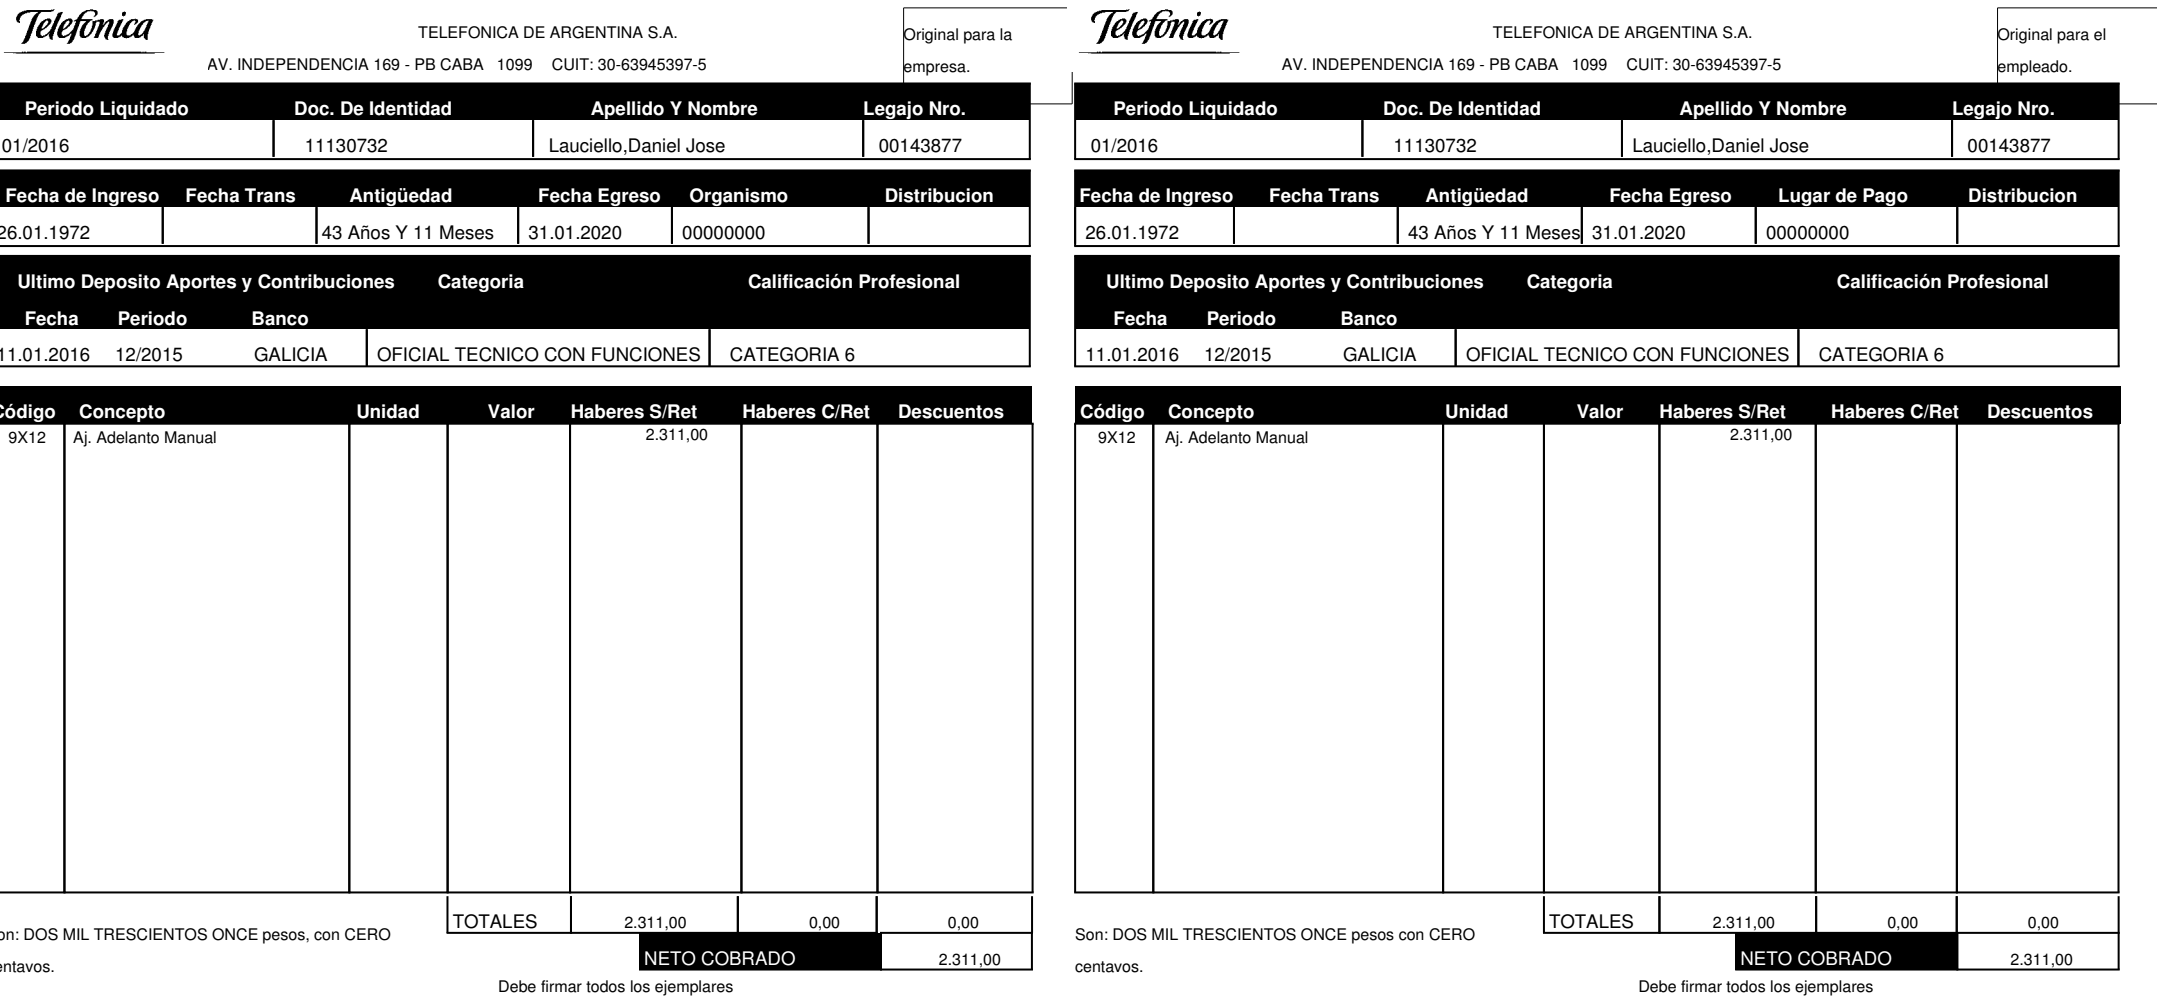 Telefonica
TELEFONICA DE ARGENTINA S.A.
Original para la
AV. INDEPENDENCIA 169 - PB CABA 1099 CUIT: 30-63945397-5
empresa.
Periodo Liquidado Doc. De Identidad Apellido Y Nombre Legajo Nro.
01/2016 11130732 Lauciello,Daniel Jose 00143877
Fecha de Ingreso Fecha Trans Antigüedad Fecha Egreso Organismo Distribucion
26.01.1972 43 Años Y 11 Meses 31.01.2020 00000000
Ultimo Deposito Aportes y Contribuciones Categoria Calificación Profesional
Fecha Periodo Banco
11.01.2016 12/2015 GALICIA OFICIAL TECNICO CON FUNCIONES CATEGORIA 6
Código Concepto Unidad Valor Haberes S/Ret Haberes C/Ret Descuentos
9X12 Aj. Adelanto Manual 2.311,00
TOTALES 2.311,00 0,00 0,00
on: DOS MIL TRESCIENTOS ONCE pesos, con CERO
entavos.
NETO COBRADO 2.311,00
Debe firmar todos los ejemplares
Telefonica
TELEFONICA DE ARGENTINA S.A.
Original para el
AV. INDEPENDENCIA 169 - PB CABA 1099 CUIT: 30-63945397-5
empleado.
Periodo Liquidado Doc. De Identidad Apellido Y Nombre Legajo Nro.
01/2016 11130732 Lauciello,Daniel Jose 00143877
Fecha de Ingreso Fecha Trans Antigüedad Fecha Egreso Lugar de Pago Distribucion
26.01.1972 43 Años Y 11 Meses 31.01.2020 00000000
Ultimo Deposito Aportes y Contribuciones Categoria Calificación Profesional
Fecha Periodo Banco
11.01.2016 12/2015 GALICIA OFICIAL TECNICO CON FUNCIONES CATEGORIA 6
Código Concepto Unidad Valor Haberes S/Ret Haberes C/Ret Descuentos
9X12 Aj. Adelanto Manual 2.311,00
TOTALES 2.311,00 0,00 0,00
Son: DOS MIL TRESCIENTOS ONCE pesos con CERO
centavos.
NETO COBRADO 2.311,00
Debe firmar todos los ejemplares